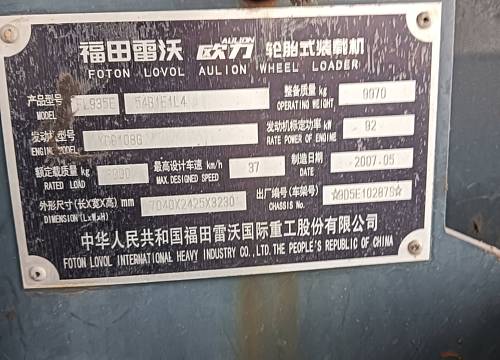 福田雷沃 欧力 轮胎式装载机
AULION
FOTON LOVOL AULION WHEEL LOADER
产品型号 FL935E 54B1E1L4 整备质量 kg 9970
MODEL OPERATING WEIGHT
发动机型号 发动机标定功率 kW 92
ENGINE MODEL RATE POWER OF ENGINE
额定载质量 kg 最高设计车速 km/h 37 制造日期 2007.05
RATED LOAD MAX. DESIGNED SPEED DATE
外形尺寸(长X宽X高) mm 7040X2425X3230 出厂编号(车架号)
DIMENSION (L×W×H) CHASSIS No.
中华人民共和国福田雷沃国际重工股份有限公司
FOTON LOVOL INTERNATIONAL HEAVY INDUSTRY CO., LTD. THE PEOPLE'S REPUBLIC OF CHINA